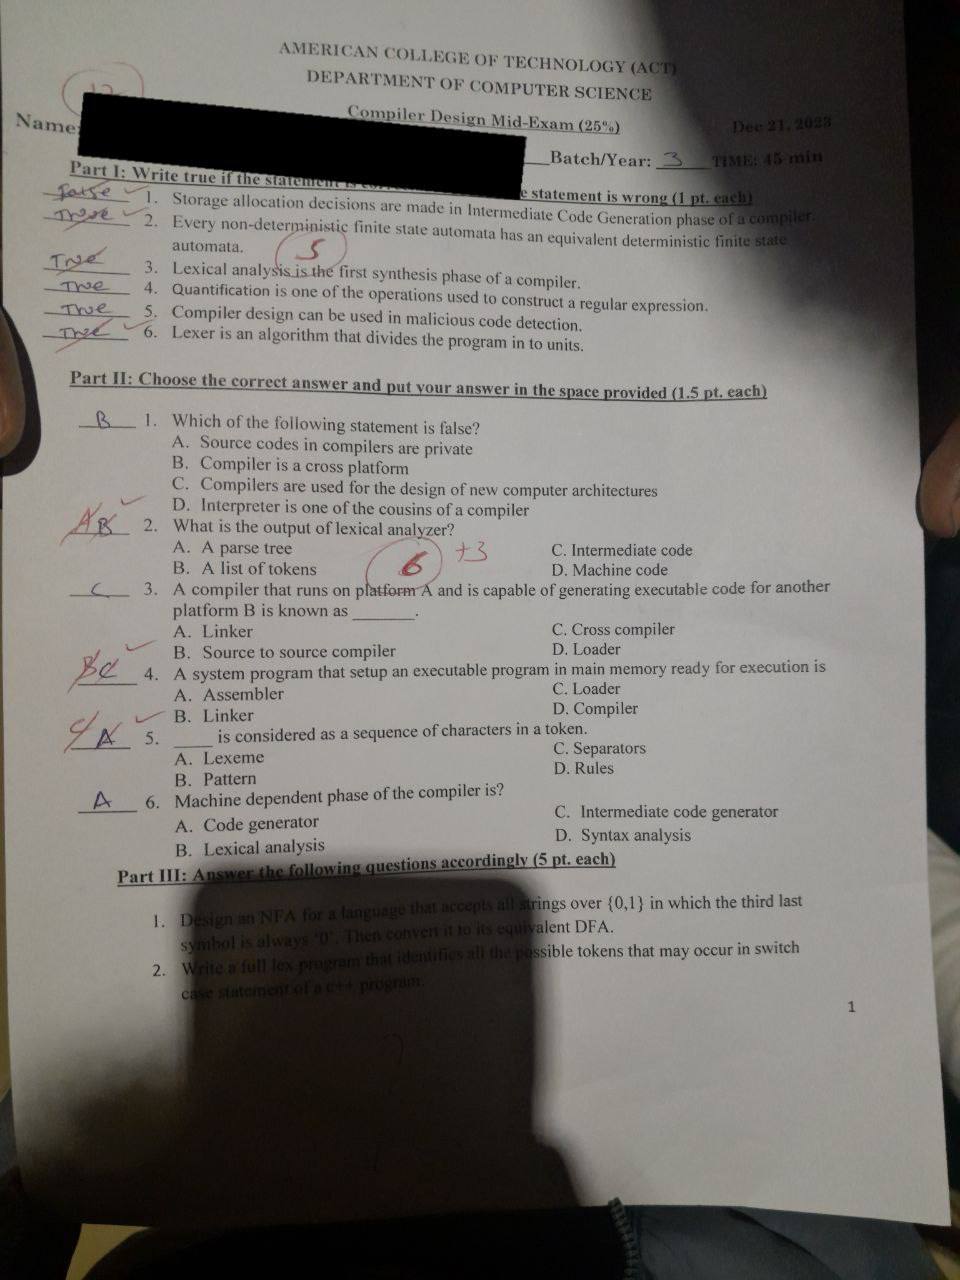 AMERICAN COLLEGE OF TECHNOLOGY (ACT)
DEPARTMENT OF COMPUTER SCIENCE
Compiler Design Mid-Exam (25%)
Dec 21, 2023
Name:
Batch/Year: 3 TIME: 45 min
Part I: Write true if the statement is e statement is wrong (1 pt. each)
False 1. Storage allocation decisions are made in Intermediate Code Generation phase of a compiler.
True 2. Every non-deterministic finite state automata has an equivalent deterministic finite state
automata.
5
True 3. Lexical analysis is the first synthesis phase of a compiler.
True 4. Quantification is one of the operations used to construct a regular expression.
True 5. Compiler design can be used in malicious code detection.
True 6. Lexer is an algorithm that divides the program in to units.
Part II: Choose the correct answer and put your answer in the space provided (1.5 pt. each)
B 1. Which of the following statement is false?
A. Source codes in compilers are private
B. Compiler is a cross platform
C. Compilers are used for the design of new computer architectures
D. Interpreter is one of the cousins of a compiler
A B 2. What is the output of lexical analyzer?
A. A parse tree C. Intermediate code
B. A list of tokens D. Machine code
6 +3
C 3. A compiler that runs on platform A and is capable of generating executable code for another
platform B is known as ______.
A. Linker C. Cross compiler
B. Source to source compiler D. Loader
B C 4. A system program that setup an executable program in main memory ready for execution is
A. Assembler C. Loader
B. Linker D. Compiler
A 5. ____ is considered as a sequence of characters in a token.
A. Lexeme C. Separators
B. Pattern D. Rules
A 6. Machine dependent phase of the compiler is?
A. Code generator C. Intermediate code generator
B. Lexical analysis D. Syntax analysis
Part III: Answer the following questions accordingly (5 pt. each)
1. Design an NFA for a language that accepts all strings over {0,1} in which the third last
symbol is always '0'. Then convert it to its equivalent DFA.
2. Write a full lex program that identifies all the possible tokens that may occur in switch
case statement of a c++ program.
1